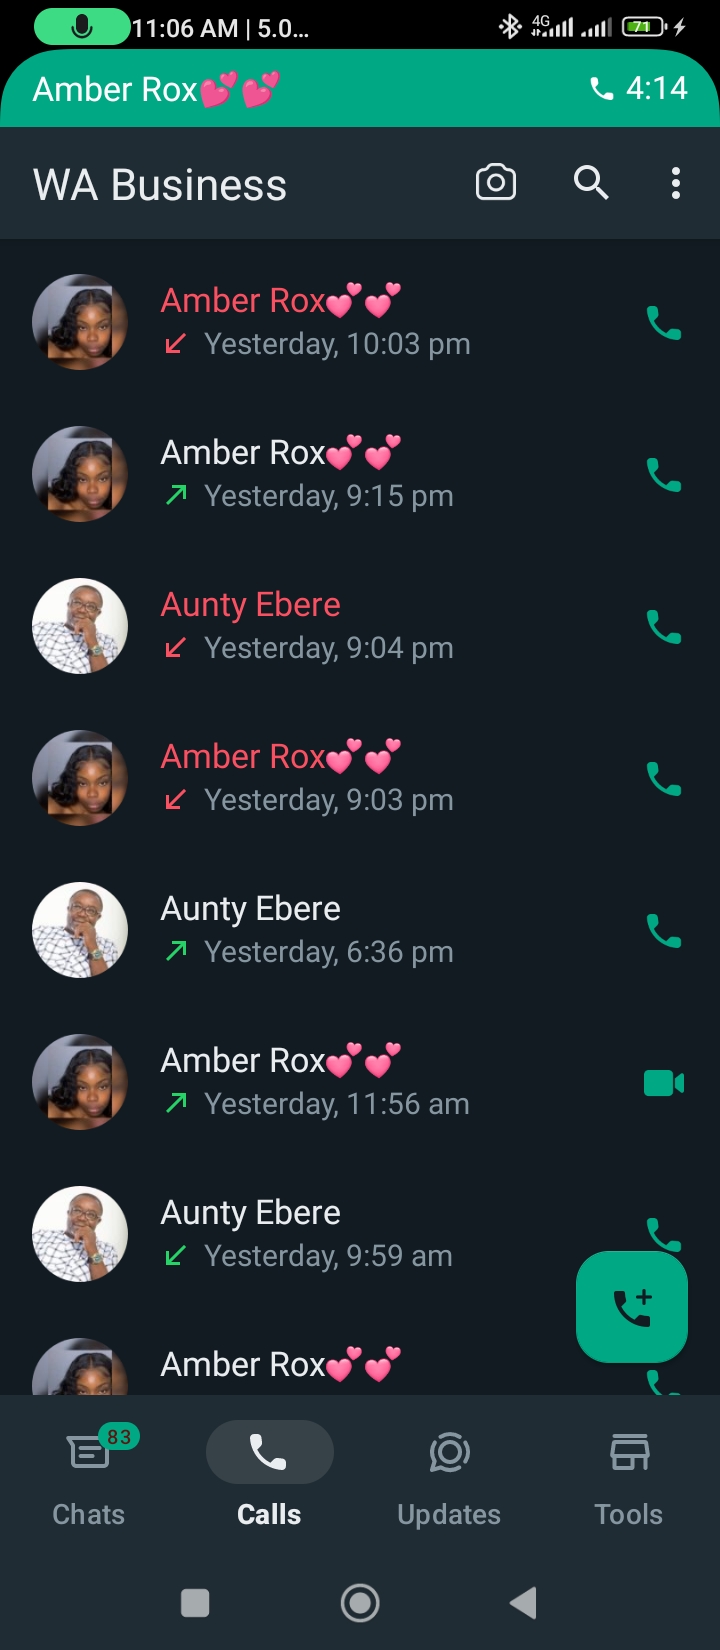 11:06 AM | 5.0... 4G 71
Amber Rox💕💕 4:14
WA Business
Amber Rox💕💕
Yesterday, 10:03 pm
Amber Rox💕💕
Yesterday, 9:15 pm
Aunty Ebere
Yesterday, 9:04 pm
Amber Rox💕💕
Yesterday, 9:03 pm
Aunty Ebere
Yesterday, 6:36 pm
Amber Rox💕💕
Yesterday, 11:56 am
Aunty Ebere
Yesterday, 9:59 am
Amber Rox💕💕
83
Chats Calls Updates Tools